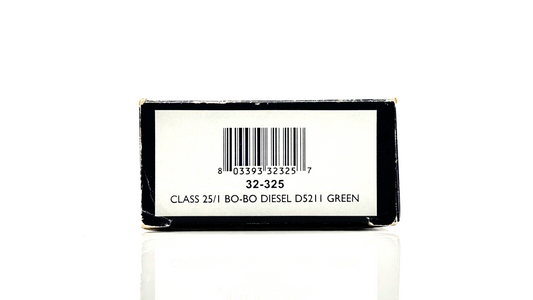 8 03393 32325 7
32-325
CLASS 25/1 BO-BO DIESEL D5211 GREEN